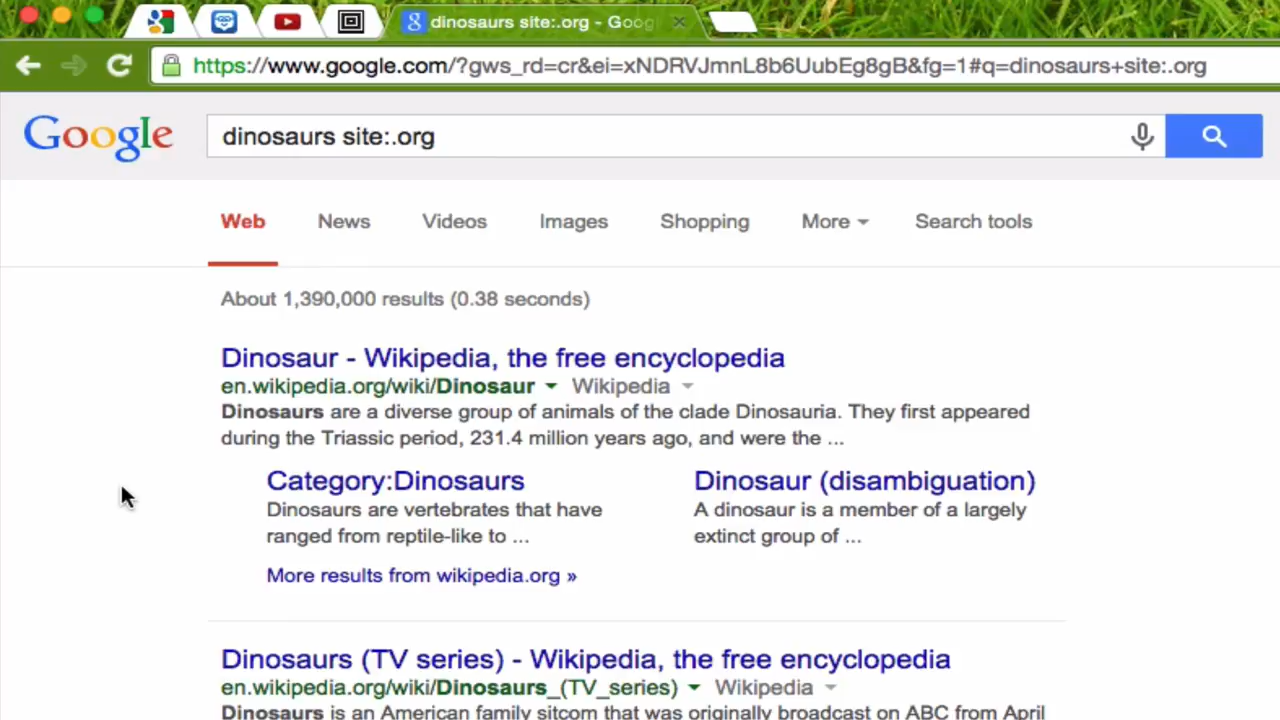 dinosaurs site:.org - Goog
https://www.google.com/?gws_rd=cr&ei=xNDRVJmnL8b6UubEg8gB&fg=1#q=dinosaurs+site:.org
Google dinosaurs site:.org
Web News Videos Images Shopping More Search tools
About 1,390,000 results (0.38 seconds)
Dinosaur - Wikipedia, the free encyclopedia
en.wikipedia.org/wiki/Dinosaur Wikipedia
Dinosaurs are a diverse group of animals of the clade Dinosauria. They first appeared
during the Triassic period, 231.4 million years ago, and were the ...
Category:Dinosaurs
Dinosaurs are vertebrates that have
ranged from reptile-like to ...
Dinosaur (disambiguation)
A dinosaur is a member of a largely
extinct group of ...
More results from wikipedia.org »
Dinosaurs (TV series) - Wikipedia, the free encyclopedia
en.wikipedia.org/wiki/Dinosaurs_(TV_series) Wikipedia
Dinosaurs is an American family sitcom that was originally broadcast on ABC from April